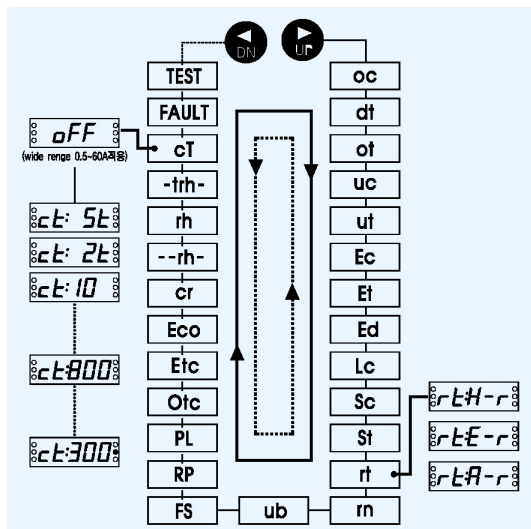 DN
UP
TEST
FAULT
cT
-trh-
rh
--rh-
cr
Eco
Etc
Otc
PL
RP
FS
ub
rn
oc
dt
ot
uc
ut
Ec
Et
Ed
Lc
Sc
St
rt
oFF
(wide renge 0.5~60A적용)
ct: 5t
ct: 2t
ct:10
ct:800
ct:300.
rt:H-r
rt:E-r
rt:A-r